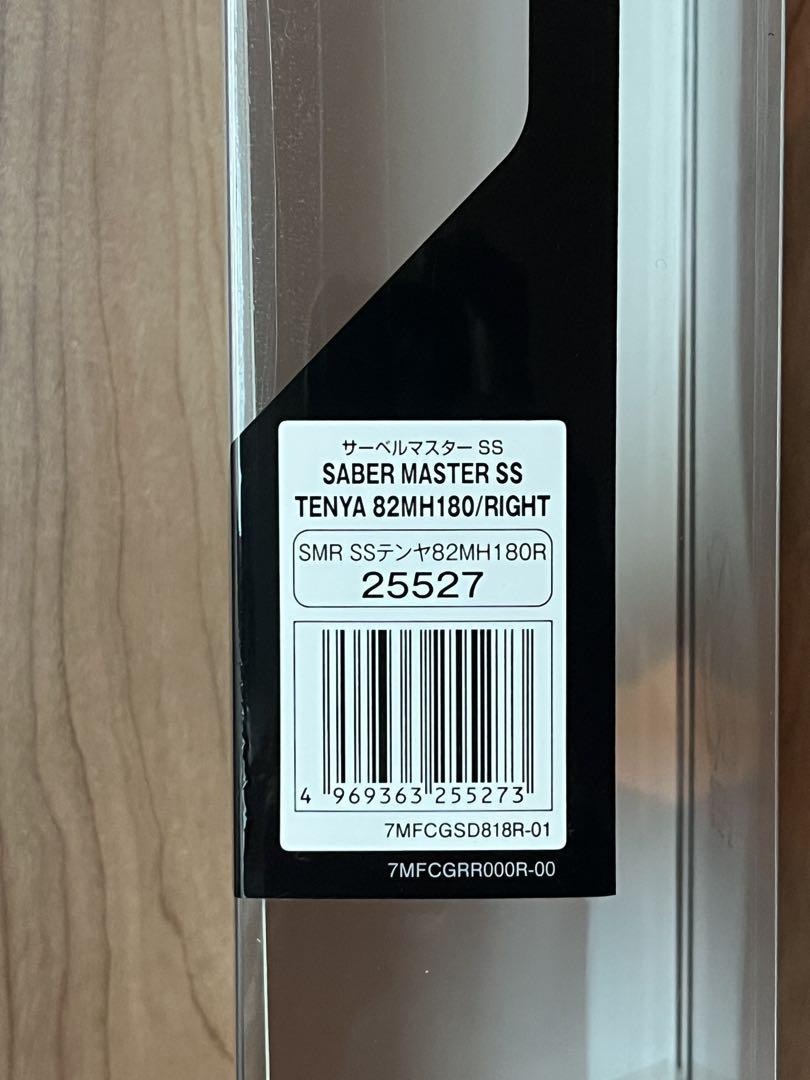 サーベルマスター SS
SABER MASTER SS
TENYA 82MH180/RIGHT
SMR SSテンヤ82MH180R
25527
4 969363 255273
7MFCGSD818R-01
7MFCGRR000R-00